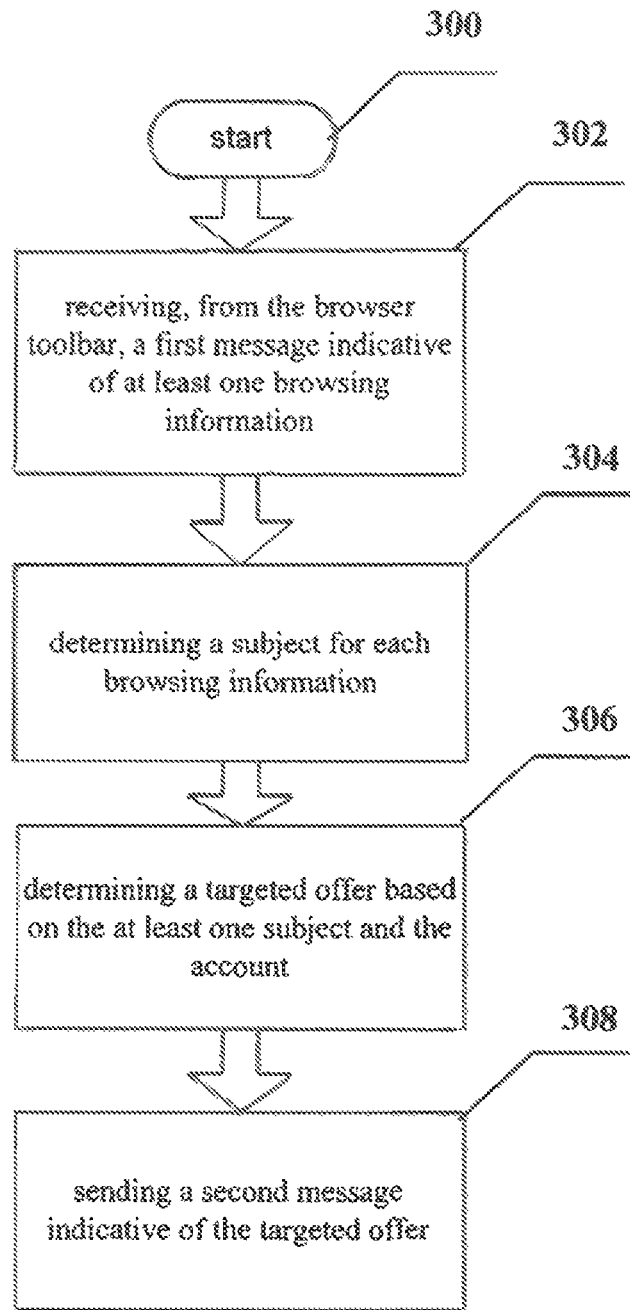 300
start
302
receiving, from the browser
toolbar, a first message indicative
of at least one browsing
information
304
determining a subject for each
browsing information
306
determining a targeted offer based
on the at least one subject and the
account
308
sending a second message
indicative of the targeted offer